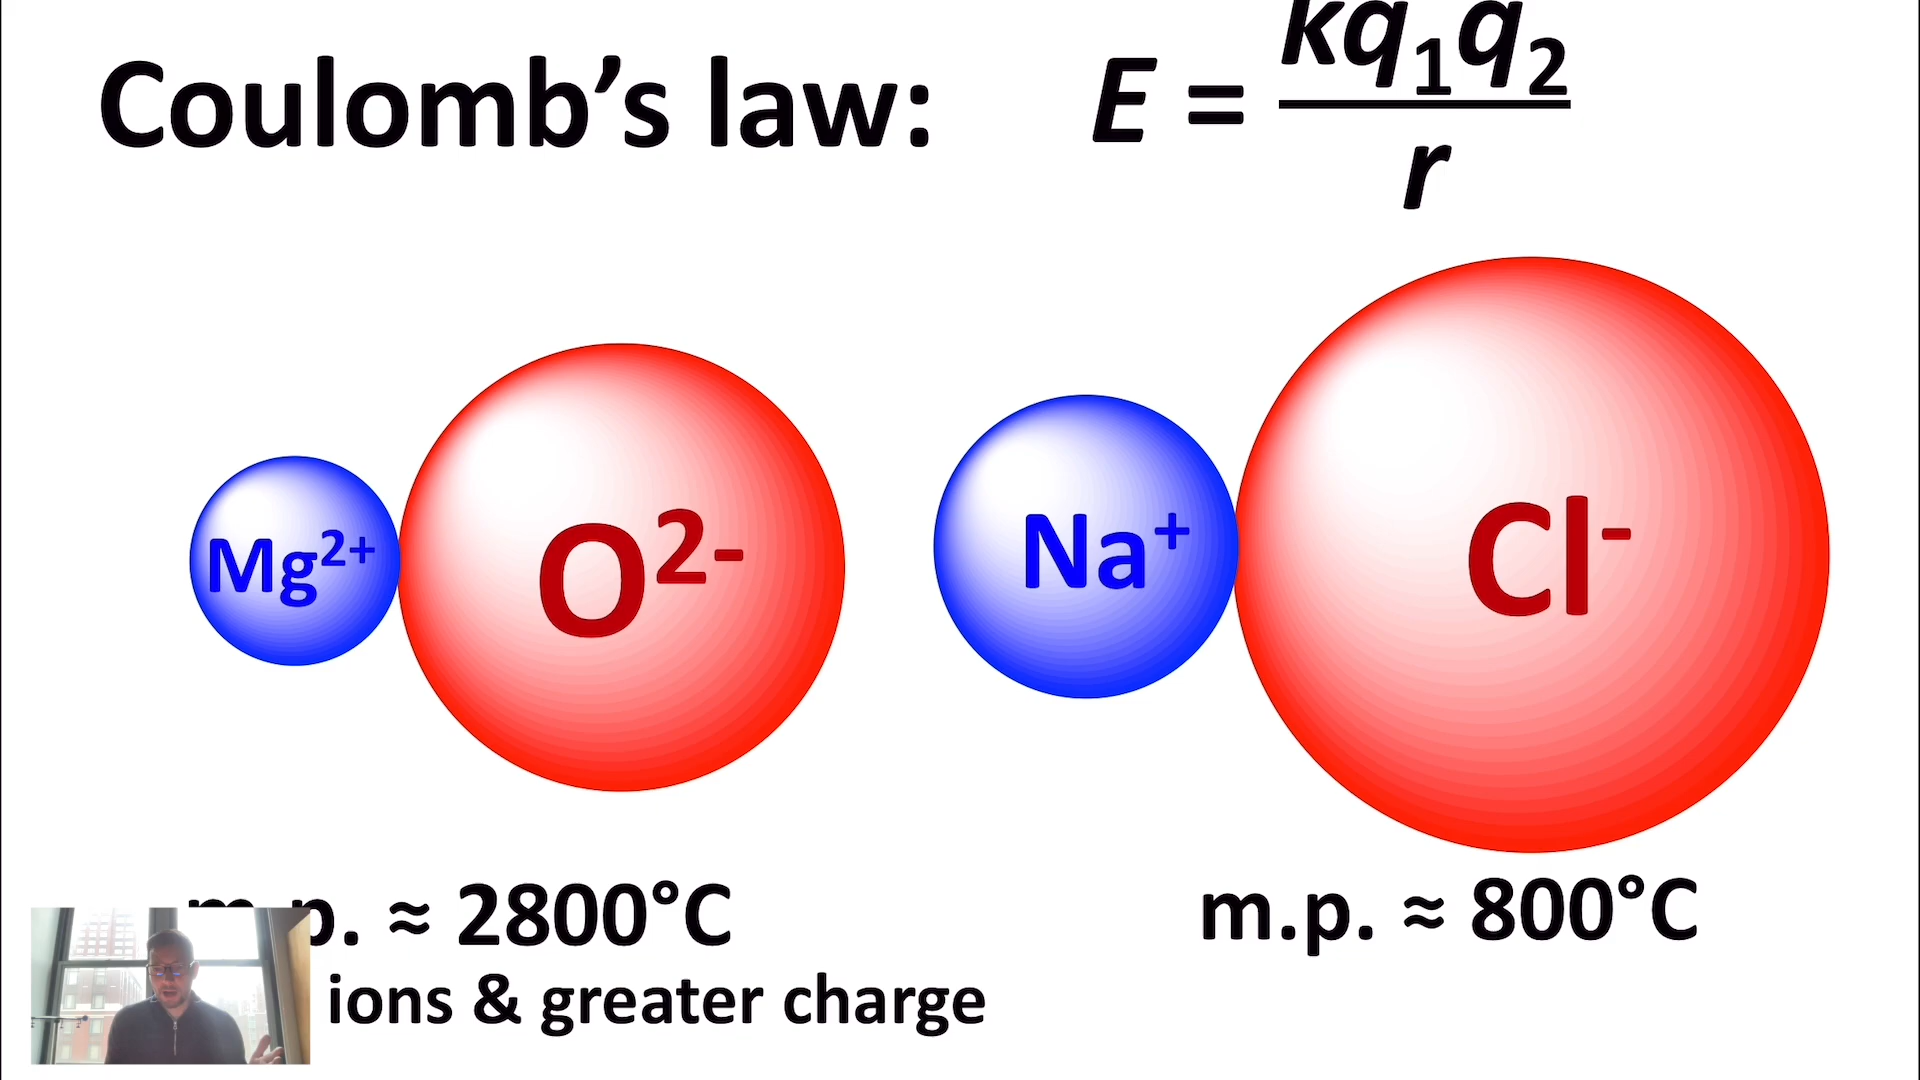 Coulomb’s law: E = kq₁q₂ / r
Mg²⁺ O²⁻ Na⁺ Cl⁻
p. ≈ 2800°C m.p. ≈ 800°C
ions & greater charge